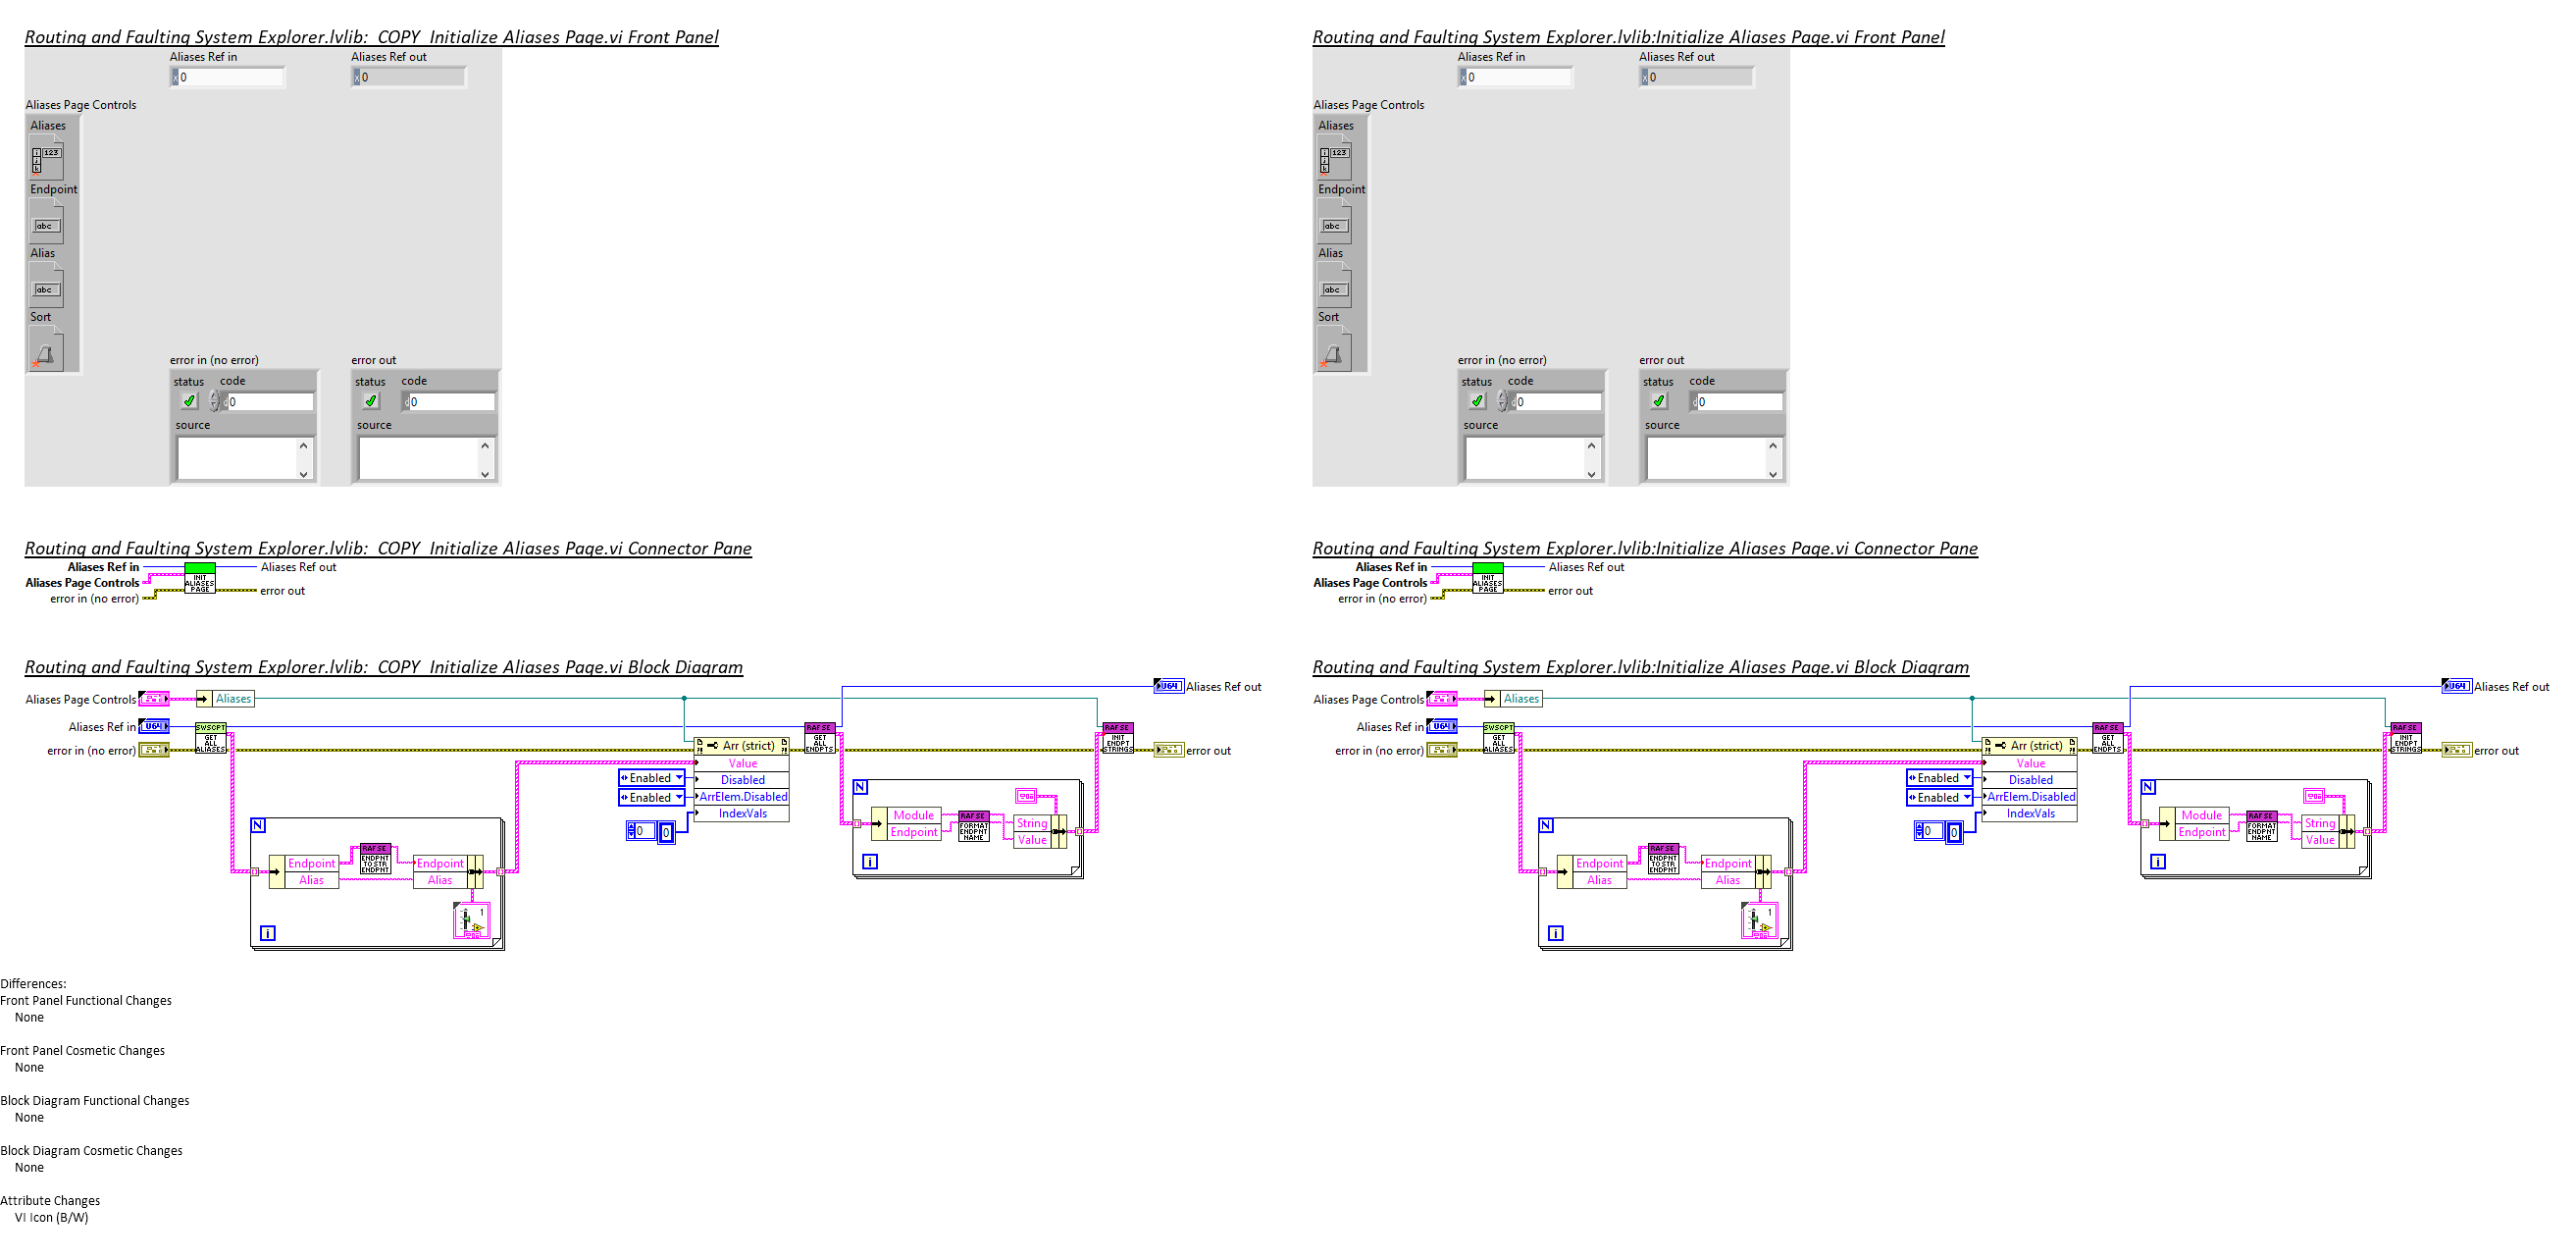 Routing and Faulting System Explorer.lvlib:  COPY  Initialize Aliases Page.vi Front Panel
Aliases Ref in
Aliases Ref out
x 0
x 0
Aliases Page Controls
Aliases
i
j
k
123
Endpoint
abc
Alias
abc
Sort
error in (no error)
error out
status code
status code
d 0
d 0
source
source
Routing and Faulting System Explorer.lvlib:  COPY  Initialize Aliases Page.vi Connector Pane
Aliases Ref in
Aliases Page Controls
error in (no error)
INIT
ALIASES
PAGE
Aliases Ref out
error out
Routing and Faulting System Explorer.lvlib:  COPY  Initialize Aliases Page.vi Block Diagram
Aliases Page Controls
Aliases
Aliases Ref in
U64
error in (no error)
SWSCPT
GET
ALL
ALIASES
Arr (strict)
Value
Disabled
ArrElem.Disabled
IndexVals
Enabled
Enabled
0
0
RAF SE
GET
ALL
ENDPTS
RAF SE
INIT
ENDPT
STRINGS
U64
Aliases Ref out
error out
N
Module
Endpoint
RAF SE
FORMAT
ENDPNT
NAME
String
Value
i
N
Endpoint
Alias
RAF SE
ENDPNT
TO STR
ENDPNT
Endpoint
Alias
1
i
Routing and Faulting System Explorer.lvlib:Initialize Aliases Page.vi Front Panel
Aliases Ref in
Aliases Ref out
x 0
x 0
Aliases Page Controls
Aliases
i
j
k
123
Endpoint
abc
Alias
abc
Sort
error in (no error)
error out
status code
status code
d 0
d 0
source
source
Routing and Faulting System Explorer.lvlib:Initialize Aliases Page.vi Connector Pane
Aliases Ref in
Aliases Page Controls
error in (no error)
INIT
ALIASES
PAGE
Aliases Ref out
error out
Routing and Faulting System Explorer.lvlib:Initialize Aliases Page.vi Block Diagram
Aliases Page Controls
Aliases
Aliases Ref in
U64
error in (no error)
SWSCPT
GET
ALL
ALIASES
Arr (strict)
Value
Disabled
ArrElem.Disabled
IndexVals
Enabled
Enabled
0
0
RAF SE
GET
ALL
ENDPTS
RAF SE
INIT
ENDPT
STRINGS
U64
Aliases Ref out
error out
N
Module
Endpoint
RAF SE
FORMAT
ENDPNT
NAME
String
Value
i
N
Endpoint
Alias
RAF SE
ENDPNT
TO STR
ENDPNT
Endpoint
Alias
1
i
Differences:
Front Panel Functional Changes
None
Front Panel Cosmetic Changes
None
Block Diagram Functional Changes
None
Block Diagram Cosmetic Changes
None
Attribute Changes
VI Icon (B/W)